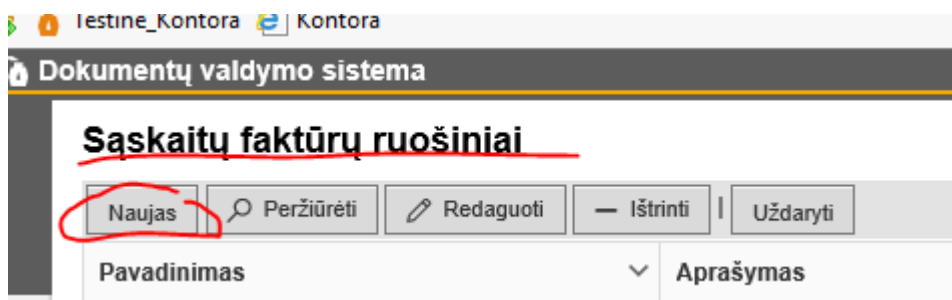 Testine_Kontora Kontora
Dokumentų valdymo sistema
Sąskaitų faktūrų ruošiniai
Naujas Peržiūrėti Redaguoti Ištrinti Uždaryti
Pavadinimas Aprašymas